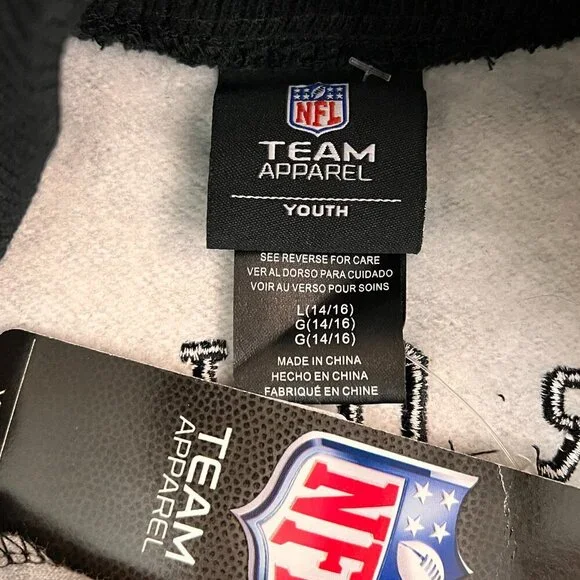 NFL
TEAM
APPAREL
YOUTH
SEE REVERSE FOR CARE
VER AL DORSO PARA CUIDADO
VOIR AU VERSO POUR SOINS
L(14/16)
G(14/16)
G(14/16)
MADE IN CHINA
HECHO EN CHINA
FABRIQUÉ EN CHINE
TEAM
APPAREL
NFL